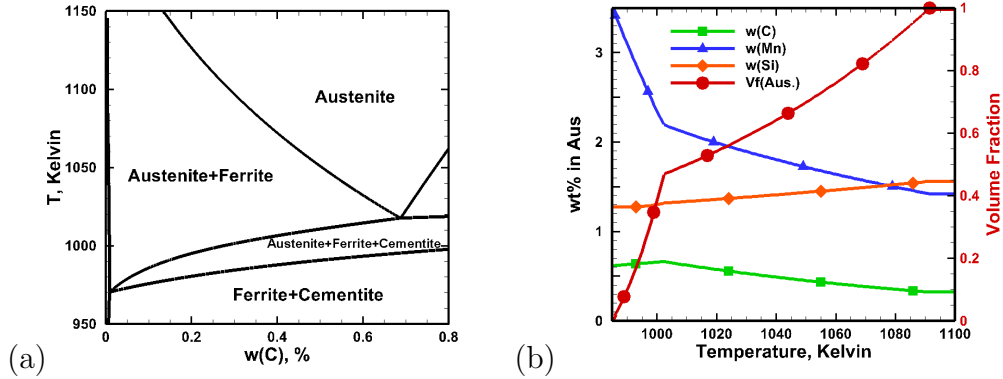 1150
1100
1050
1000
950
T, Kelvin
0
0.2
0.4
0.6
0.8
w(C), %
Austenite
Austenite+Ferrite
Austenite+Ferrite+Cementite
Ferrite+Cementite
(a)
3
2
1
0
wt% in Aus
w(C)
w(Mn)
w(Si)
Vf(Aus.)
1
0.8
0.6
0.4
0.2
0
Volume Fraction
1000
1020
1040
1060
1080
1100
Temperature, Kelvin
(b)